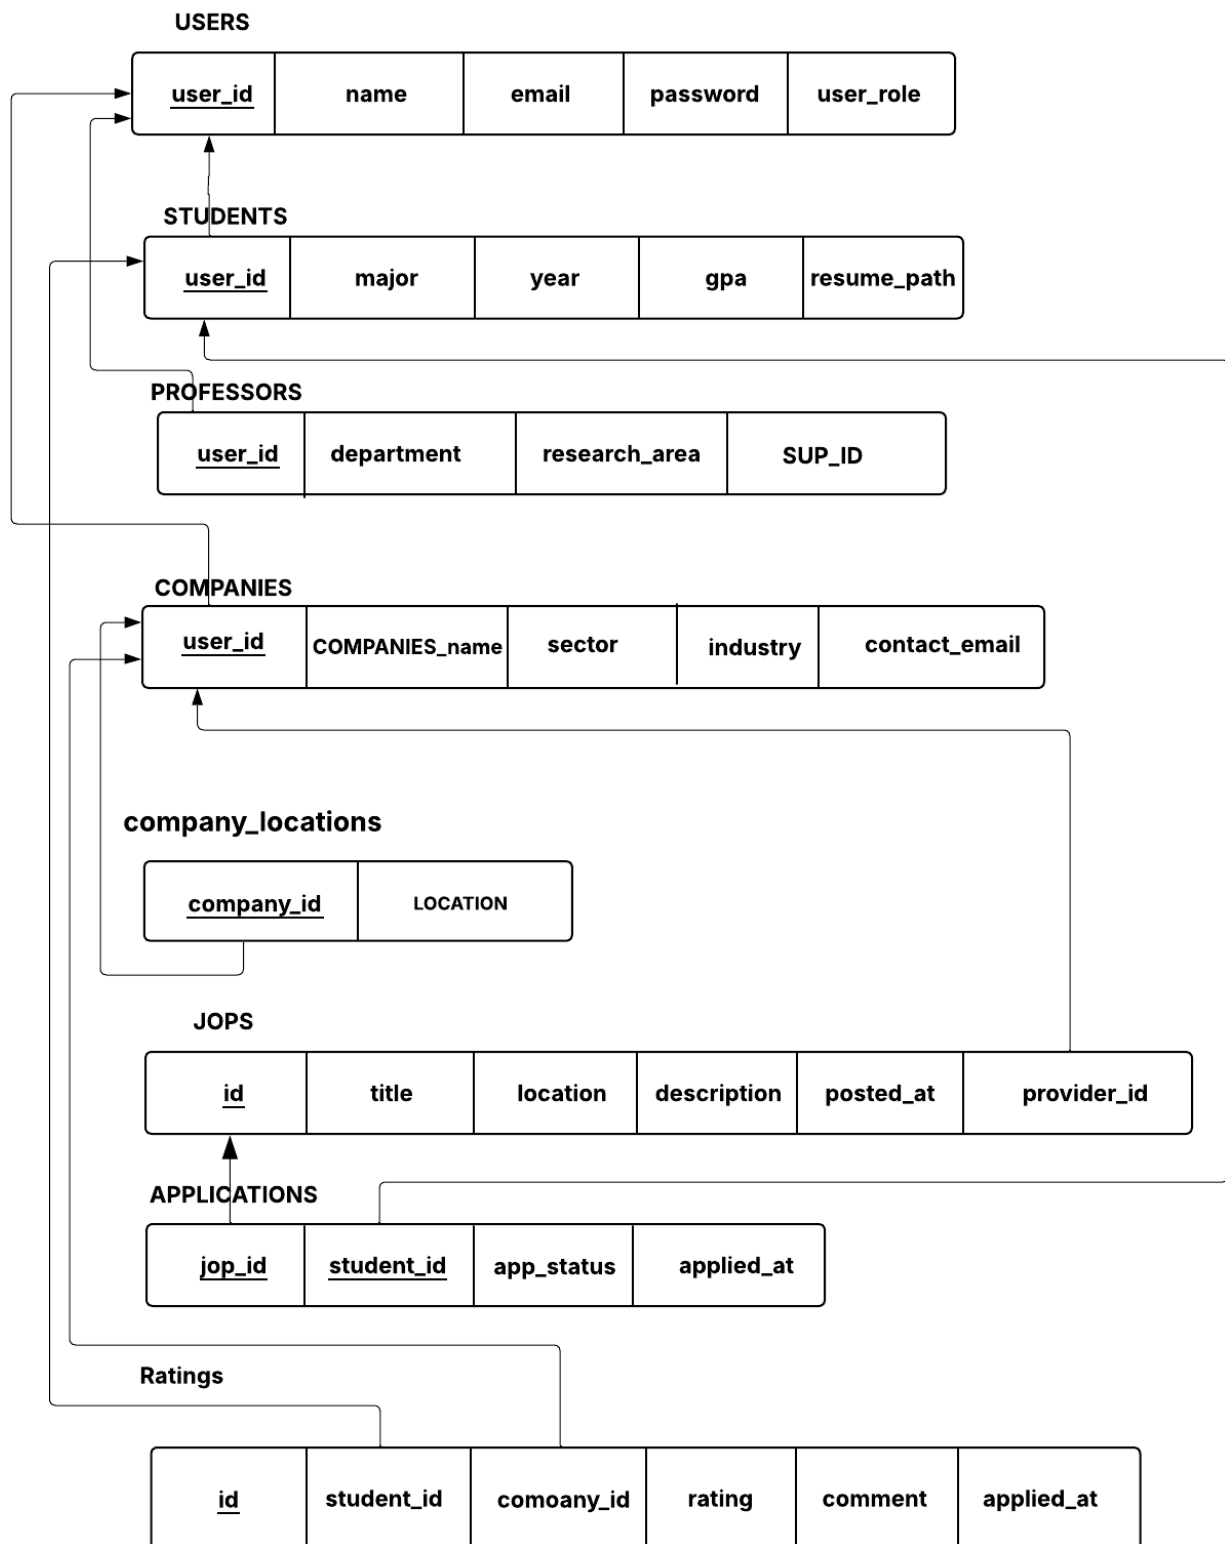 USERS
user_id name email password user_role
STUDENTS
user_id major year gpa resume_path
PROFESSORS
user_id department research_area SUP_ID
COMPANIES
user_id COMPANIES_name sector industry contact_email
company_locations
company_id LOCATION
JOPS
id title location description posted_at provider_id
APPLICATIONS
jop_id student_id app_status applied_at
Ratings
id student_id comoany_id rating comment applied_at